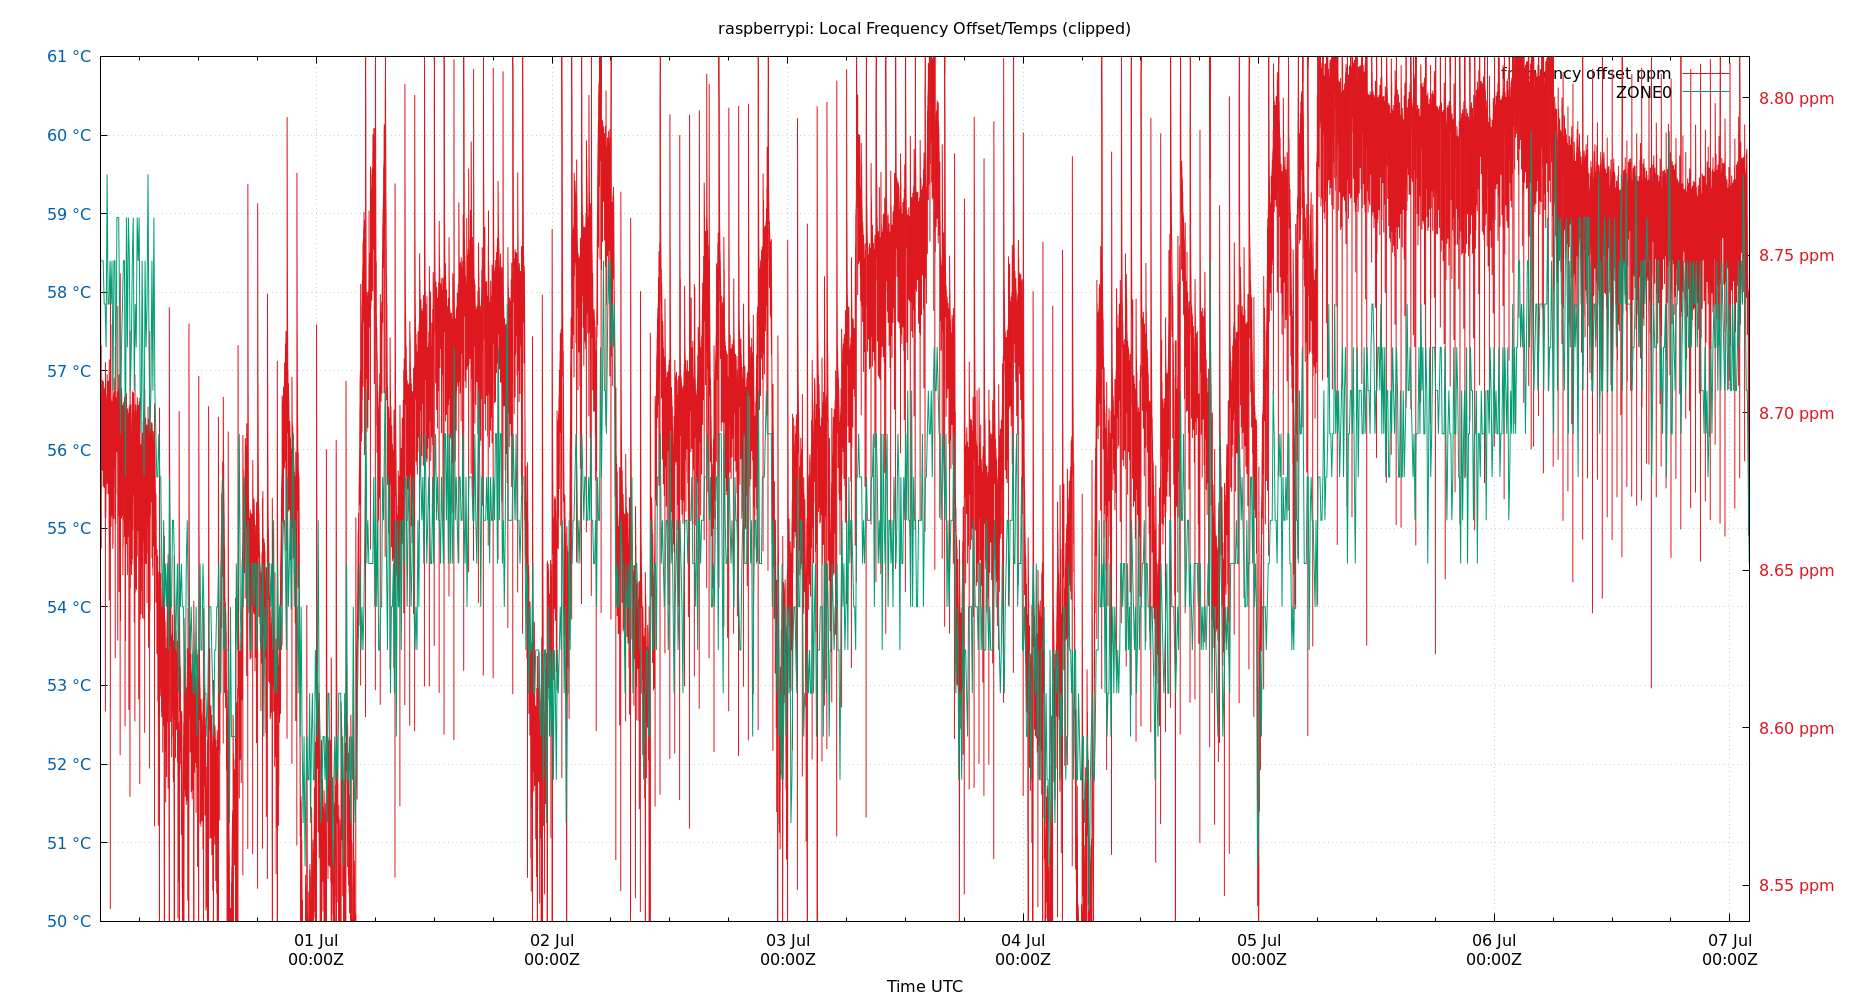 raspberrypi: Local Frequency Offset/Temps (clipped)
61 °C
60 °C
59 °C
58 °C
57 °C
56 °C
55 °C
54 °C
53 °C
52 °C
51 °C
50 °C
frequency offset ppm
ZONE0
8.80 ppm
8.75 ppm
8.70 ppm
8.65 ppm
8.60 ppm
8.55 ppm
01 Jul
00:00Z
02 Jul
00:00Z
03 Jul
00:00Z
04 Jul
00:00Z
05 Jul
00:00Z
06 Jul
00:00Z
07 Jul
00:00Z
Time UTC